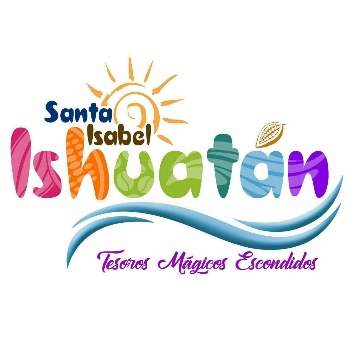 Santa
Isabel
Ishuatán
Tesoros Mágicos Escondidos